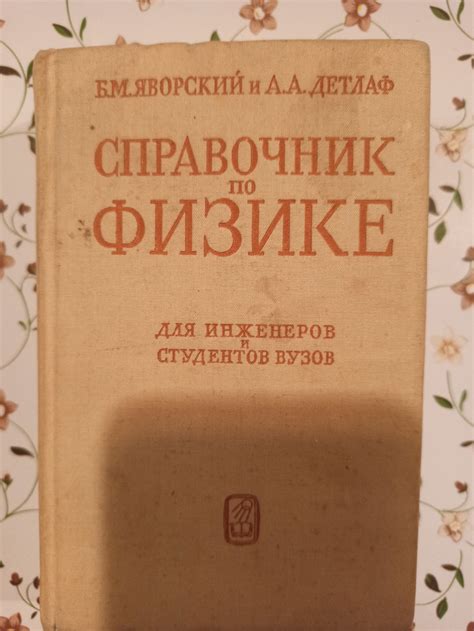 Б.М.ЯВОРСКИЙ И А.А.ДЕТЛАФ
СПРАВОЧНИК
ПО
ФИЗИКЕ
ДЛЯ ИНЖЕНЕРОВ
И
СТУДЕНТОВ ВУЗОВ